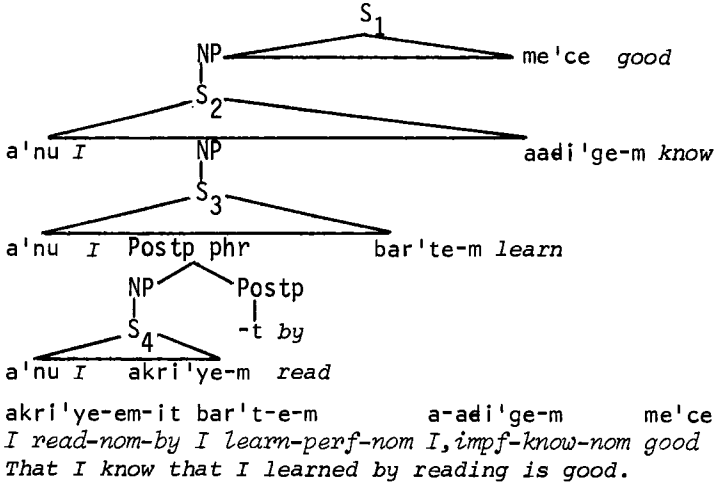 S1
NP me'ce good
S2
a'nu I NP aaɖi'ge-m know
S3
a'nu I Postp phr bar'te-m learn
NP Postp
S4 -t by
a'nu I akri'ye-m read
akri'ye-em-it bar't-e-m a-aɖi'ge-m me'ce
I read-nom-by I learn-perf-nom I,impf-know-nom good
That I know that I learned by reading is good.